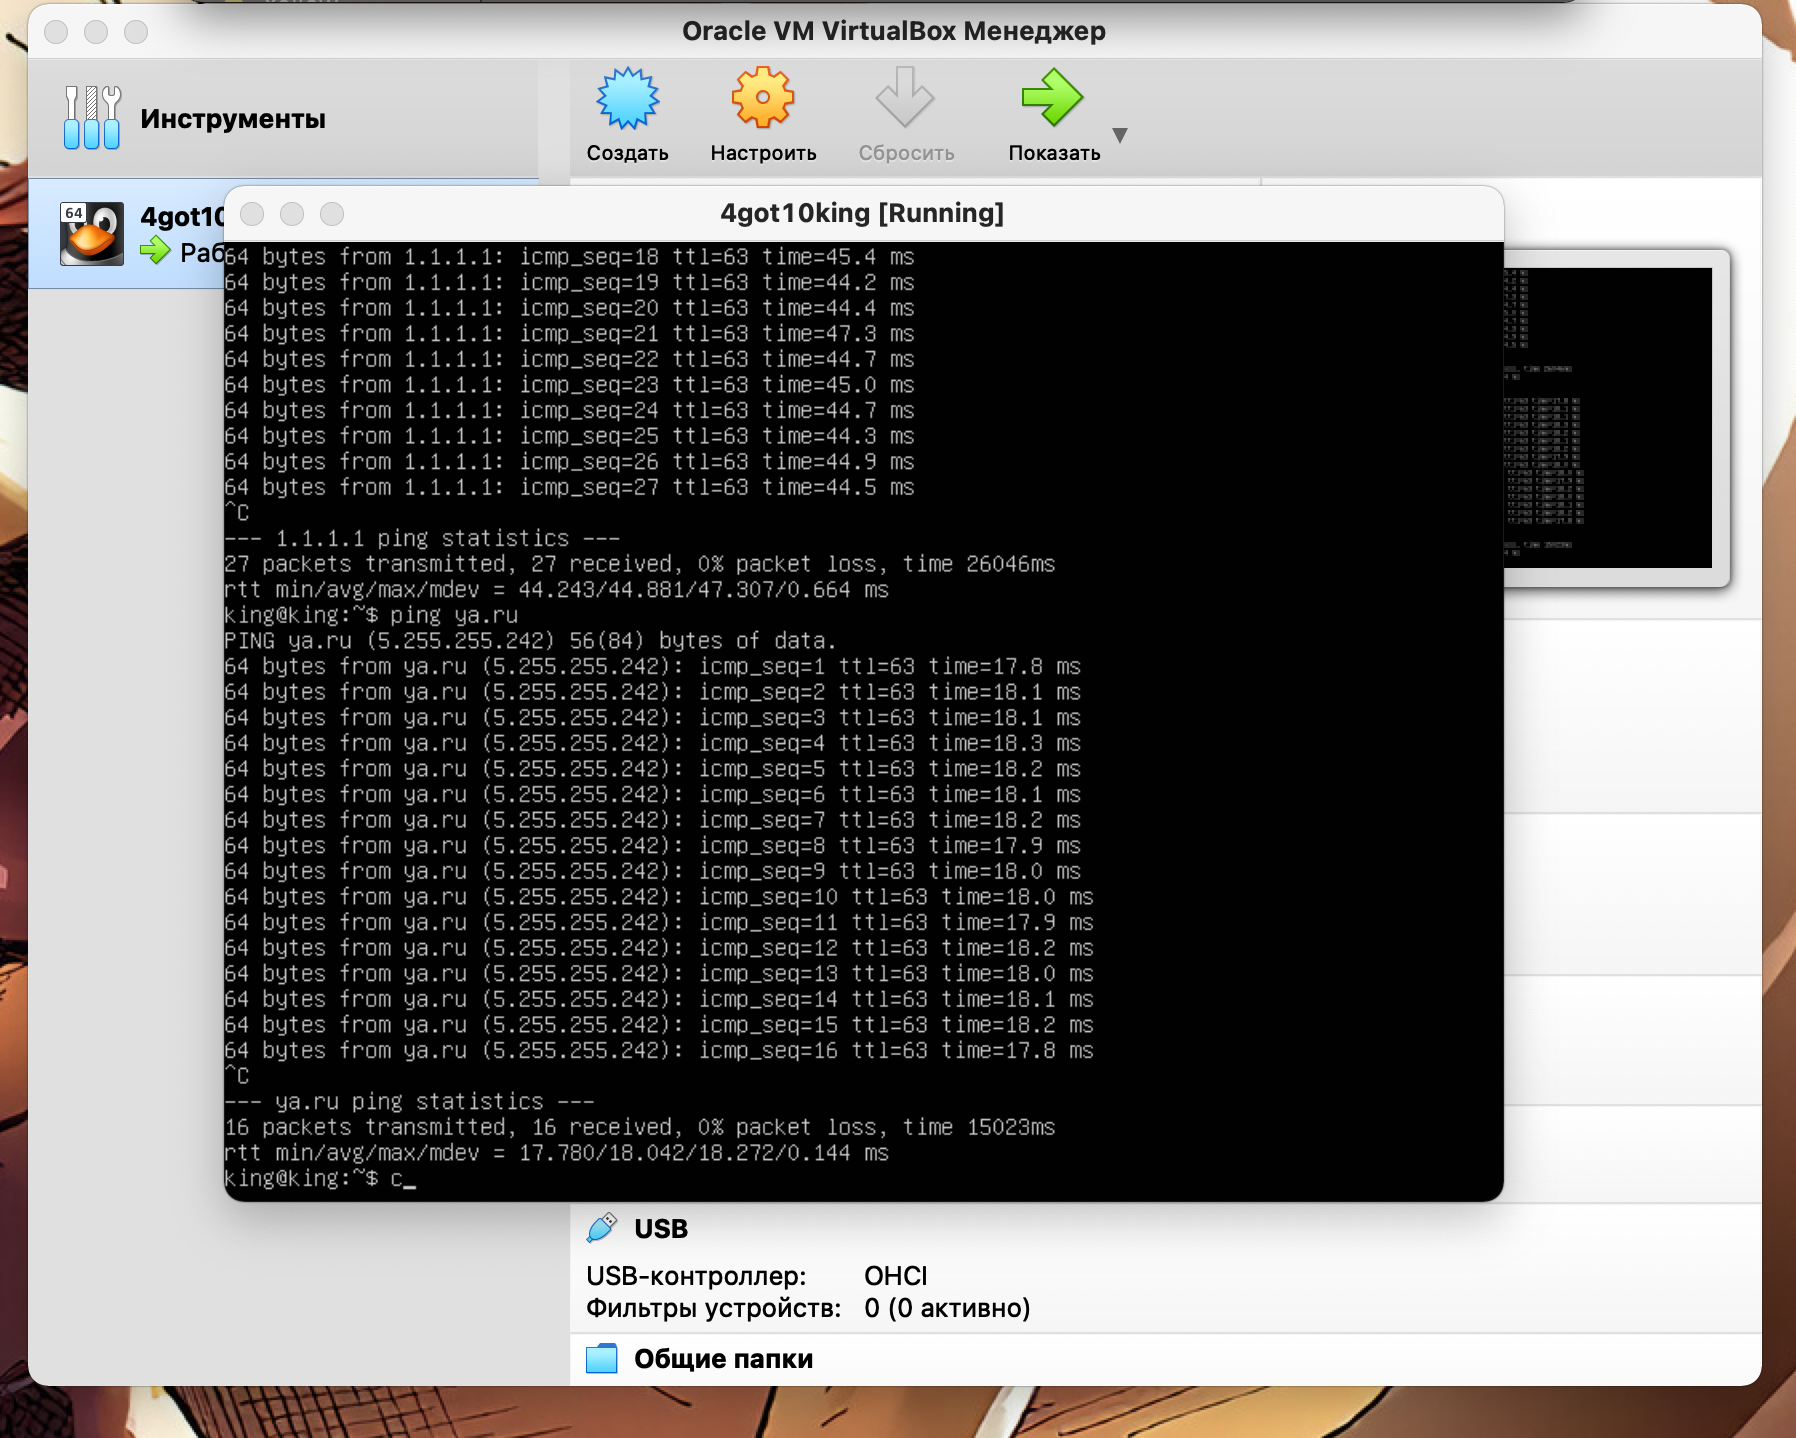 Oracle VM VirtualBox Менеджер
Инструменты
Создать
Настроить
Сбросить
Показать
64
4got10
Раб
4got10king [Running]
64 bytes from 1.1.1.1: icmp_seq=18 ttl=63 time=45.4 ms
64 bytes from 1.1.1.1: icmp_seq=19 ttl=63 time=44.2 ms
64 bytes from 1.1.1.1: icmp_seq=20 ttl=63 time=44.4 ms
64 bytes from 1.1.1.1: icmp_seq=21 ttl=63 time=47.3 ms
64 bytes from 1.1.1.1: icmp_seq=22 ttl=63 time=44.7 ms
64 bytes from 1.1.1.1: icmp_seq=23 ttl=63 time=45.0 ms
64 bytes from 1.1.1.1: icmp_seq=24 ttl=63 time=44.7 ms
64 bytes from 1.1.1.1: icmp_seq=25 ttl=63 time=44.3 ms
64 bytes from 1.1.1.1: icmp_seq=26 ttl=63 time=44.9 ms
64 bytes from 1.1.1.1: icmp_seq=27 ttl=63 time=44.5 ms
^C
--- 1.1.1.1 ping statistics ---
27 packets transmitted, 27 received, 0% packet loss, time 26046ms
rtt min/avg/max/mdev = 44.243/44.881/47.307/0.664 ms
king@king:~$ ping ya.ru
PING ya.ru (5.255.255.242) 56(84) bytes of data.
64 bytes from ya.ru (5.255.255.242): icmp_seq=1 ttl=63 time=17.8 ms
64 bytes from ya.ru (5.255.255.242): icmp_seq=2 ttl=63 time=18.1 ms
64 bytes from ya.ru (5.255.255.242): icmp_seq=3 ttl=63 time=18.1 ms
64 bytes from ya.ru (5.255.255.242): icmp_seq=4 ttl=63 time=18.3 ms
64 bytes from ya.ru (5.255.255.242): icmp_seq=5 ttl=63 time=18.2 ms
64 bytes from ya.ru (5.255.255.242): icmp_seq=6 ttl=63 time=18.1 ms
64 bytes from ya.ru (5.255.255.242): icmp_seq=7 ttl=63 time=18.2 ms
64 bytes from ya.ru (5.255.255.242): icmp_seq=8 ttl=63 time=17.9 ms
64 bytes from ya.ru (5.255.255.242): icmp_seq=9 ttl=63 time=18.0 ms
64 bytes from ya.ru (5.255.255.242): icmp_seq=10 ttl=63 time=18.0 ms
64 bytes from ya.ru (5.255.255.242): icmp_seq=11 ttl=63 time=17.9 ms
64 bytes from ya.ru (5.255.255.242): icmp_seq=12 ttl=63 time=18.2 ms
64 bytes from ya.ru (5.255.255.242): icmp_seq=13 ttl=63 time=18.0 ms
64 bytes from ya.ru (5.255.255.242): icmp_seq=14 ttl=63 time=18.1 ms
64 bytes from ya.ru (5.255.255.242): icmp_seq=15 ttl=63 time=18.2 ms
64 bytes from ya.ru (5.255.255.242): icmp_seq=16 ttl=63 time=17.8 ms
^C
--- ya.ru ping statistics ---
16 packets transmitted, 16 received, 0% packet loss, time 15023ms
rtt min/avg/max/mdev = 17.780/18.042/18.272/0.144 ms
king@king:~$ c_
USB
USB-контроллер: OHCI
Фильтры устройств: 0 (0 активно)
Общие папки